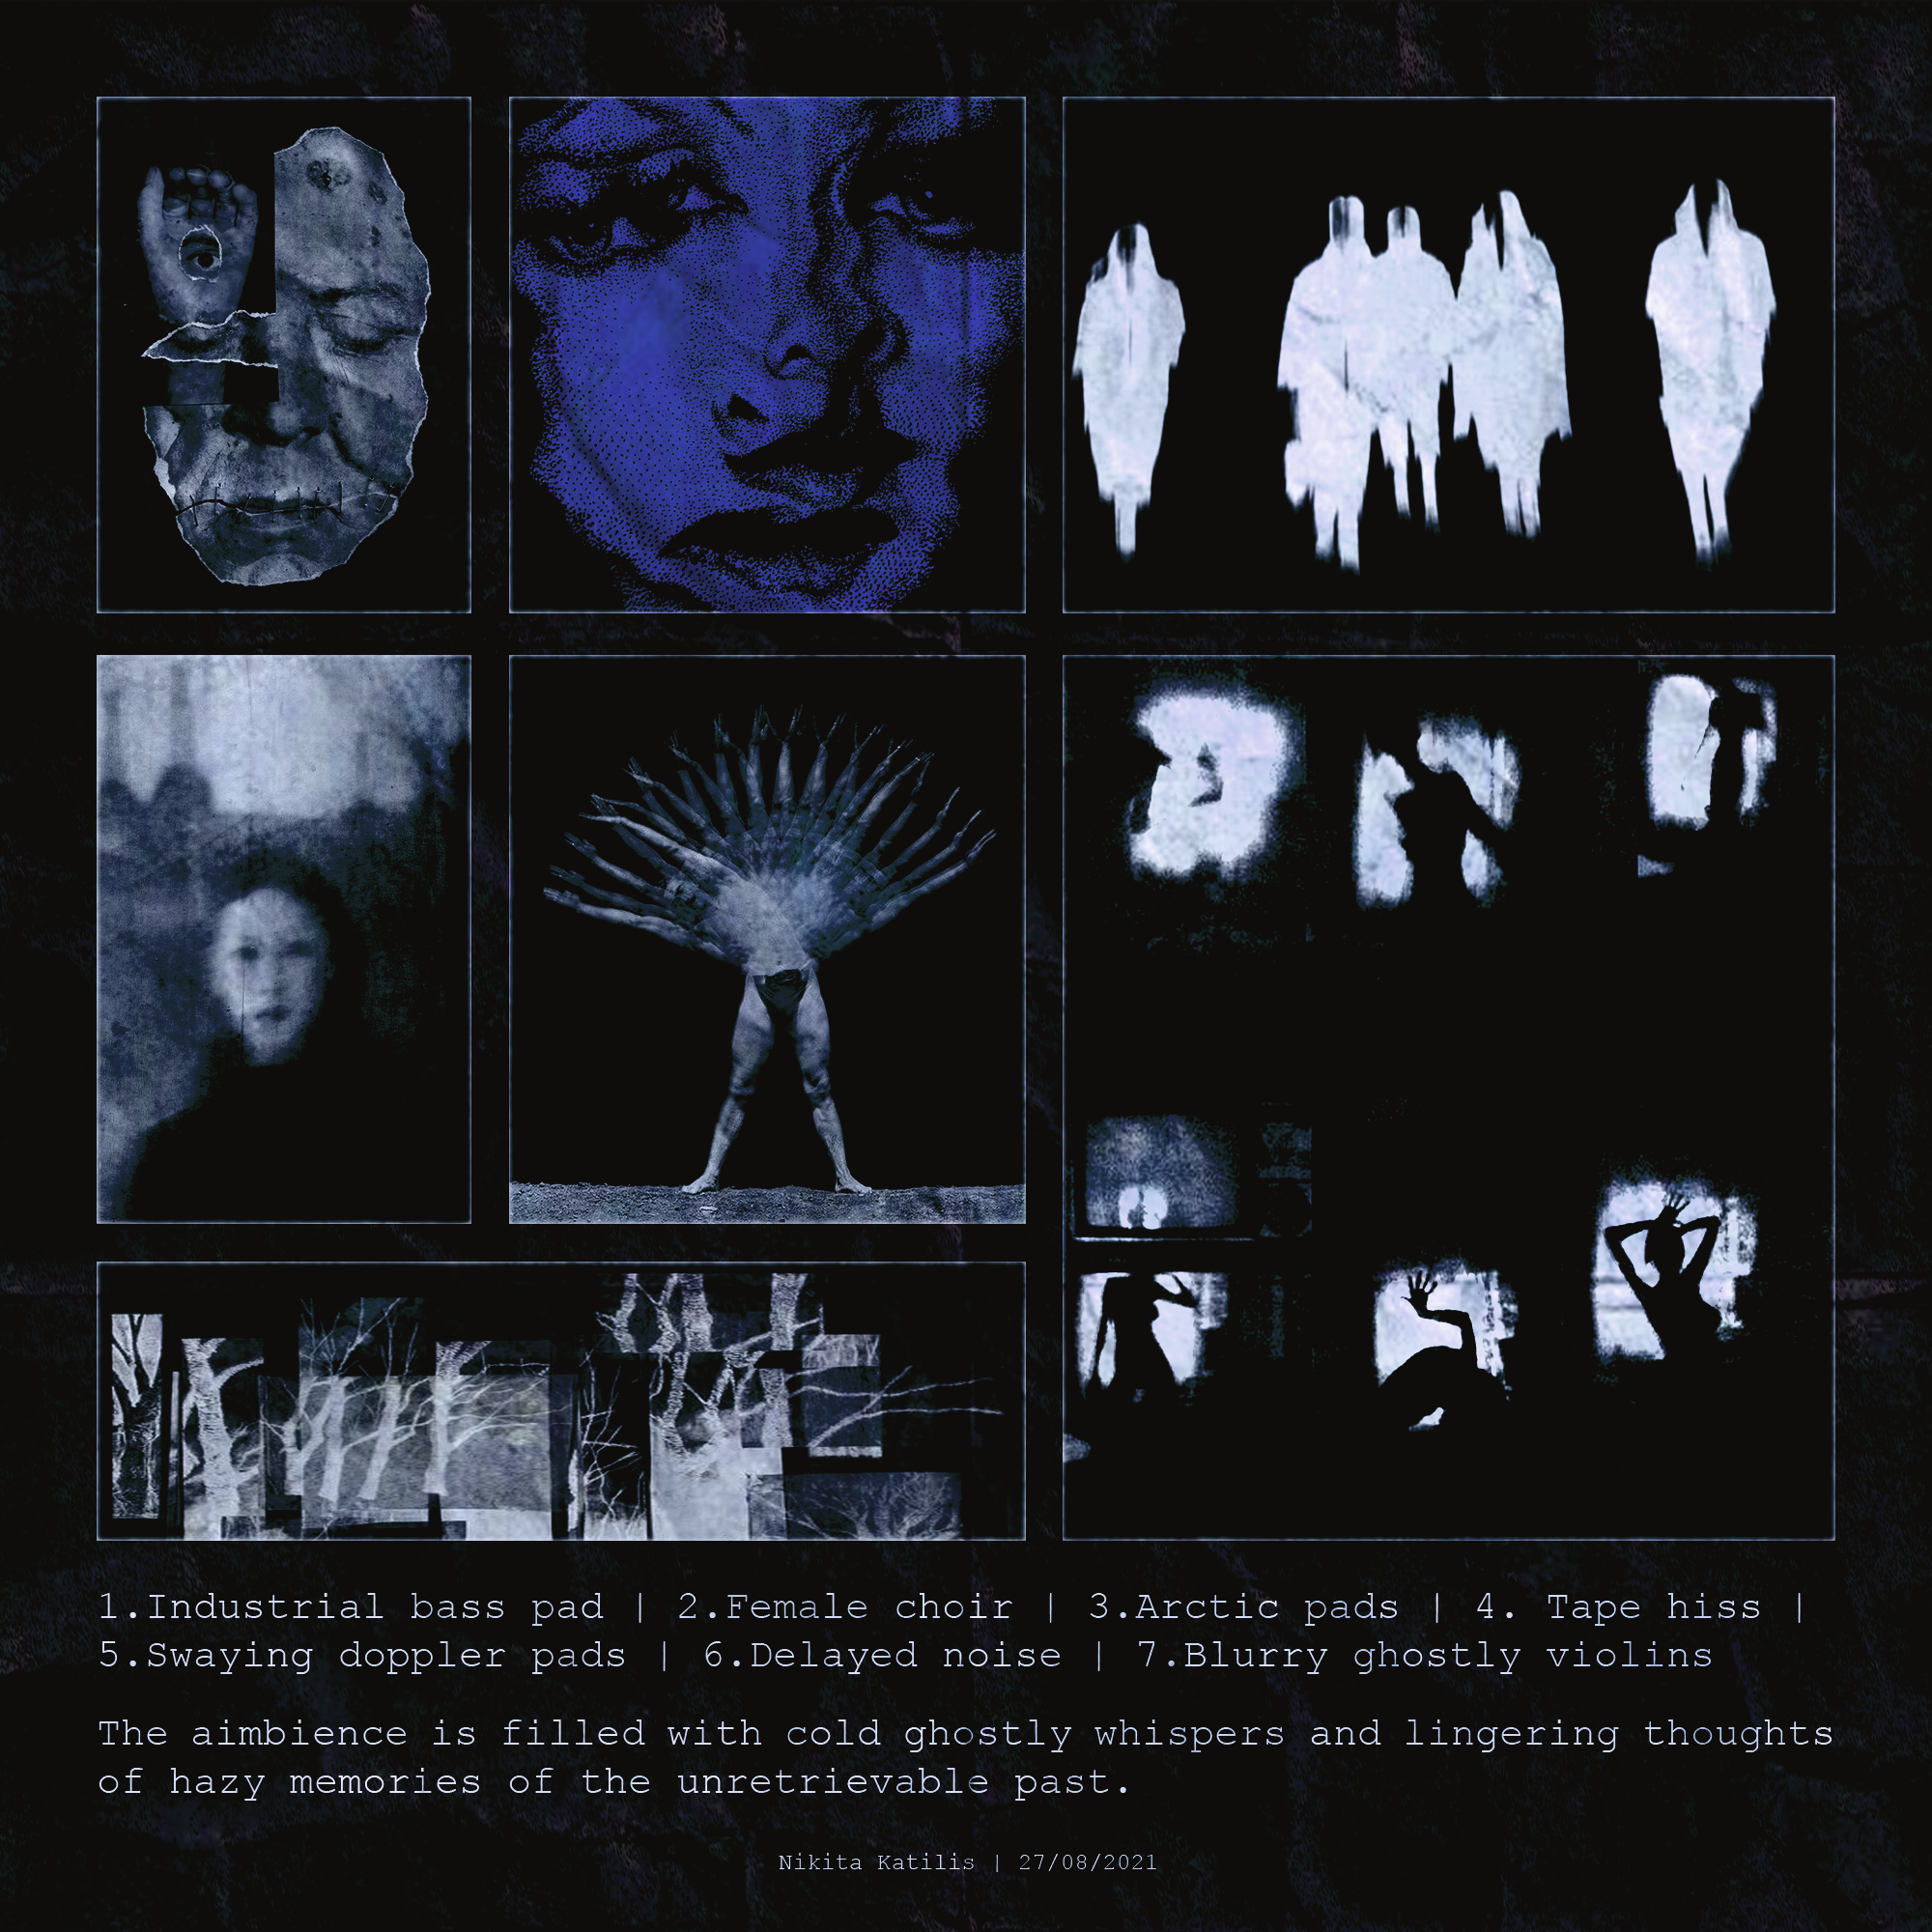 1.Industrial bass pad | 2.Female choir | 3.Arctic pads | 4. Tape hiss |
5.Swaying doppler pads | 6.Delayed noise | 7.Blurry ghostly violins
The aimbience is filled with cold ghostly whispers and lingering thoughts
of hazy memories of the unretrievable past.
Nikita Katilis | 27/08/2021